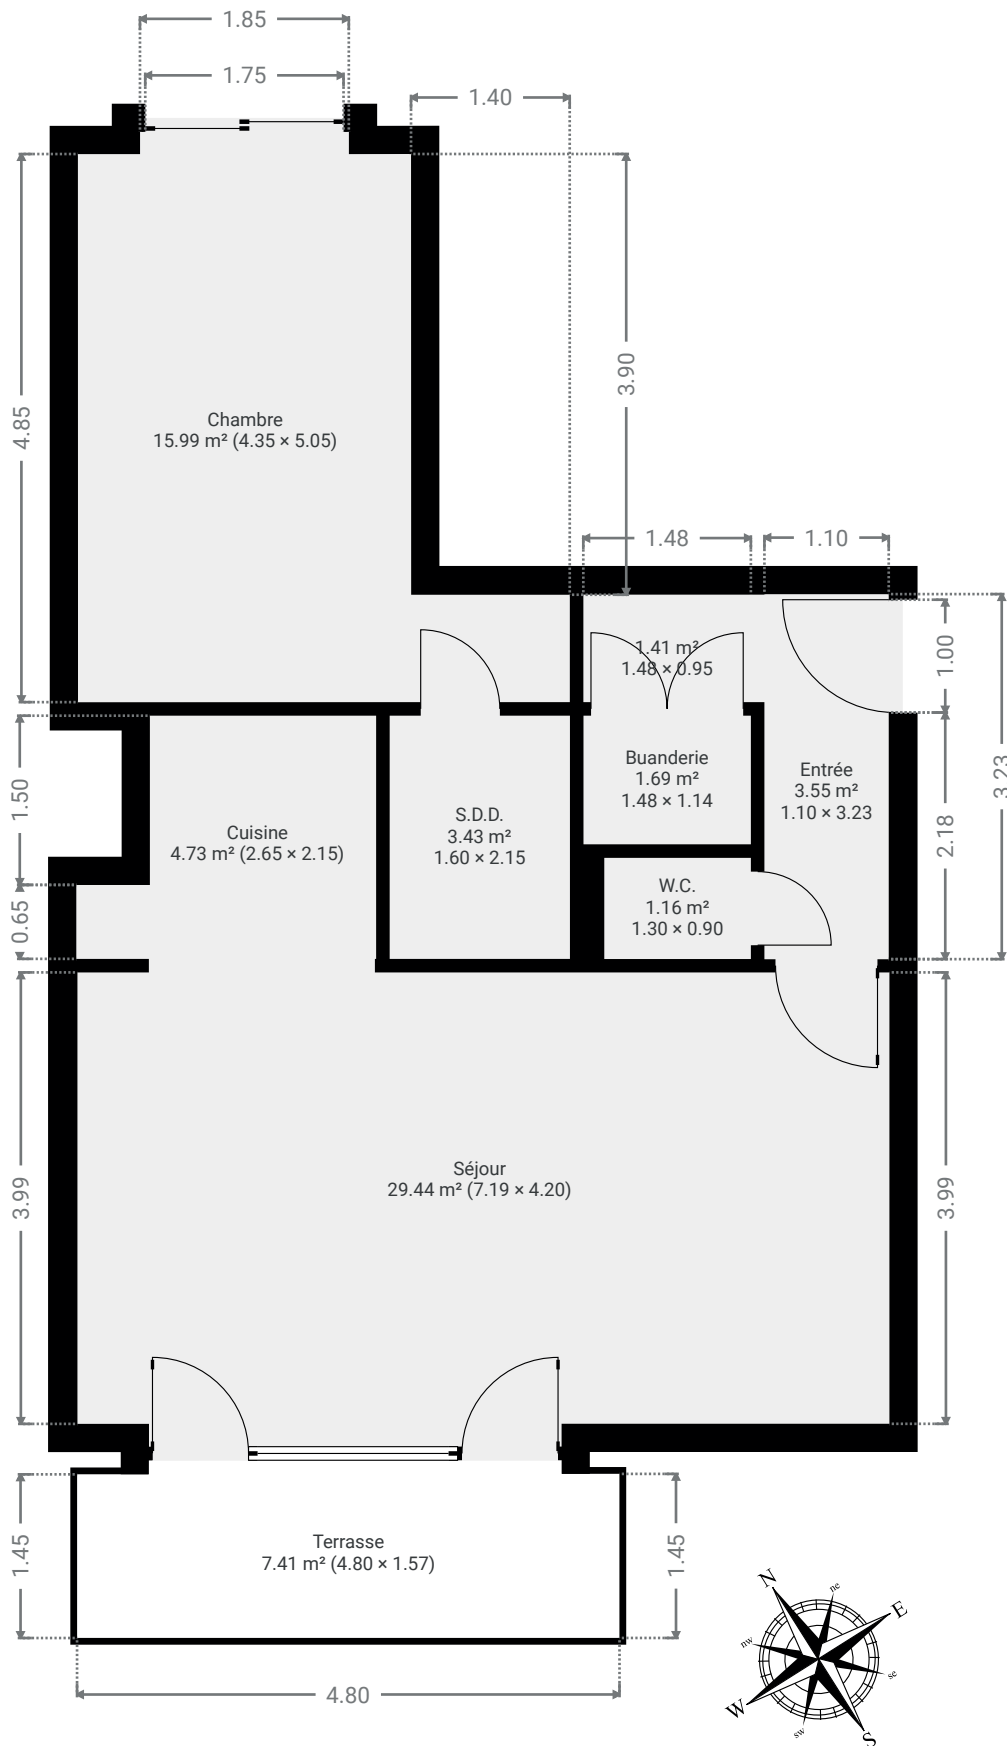 1.85
1.75
1.40
4.85
3.90
Chambre
15.99 m² (4.35 × 5.05)
1.48
1.10
1.41 m²
1.48 × 0.95
1.00
3.23
1.50
Cuisine
4.73 m² (2.65 × 2.15)
S.D.D.
3.43 m²
1.60 × 2.15
Buanderie
1.69 m²
1.48 × 1.14
Entrée
3.55 m²
1.10 × 3.23
2.18
W.C.
1.16 m²
1.30 × 0.90
0.65
3.99
Séjour
29.44 m² (7.19 × 4.20)
3.99
1.45
Terrasse
7.41 m² (4.80 × 1.57)
1.45
4.80
N
ne
E
nw
se
W
sw
S